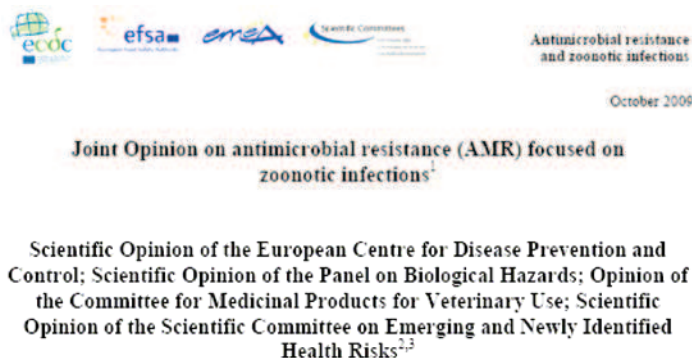 ecdc
efsa
emea
Scientific Committees
Antimicrobial resistance
and zoonotic infections
October 2009
Joint Opinion on antimicrobial resistance (AMR) focused on
zoonotic infections1
Scientific Opinion of the European Centre for Disease Prevention and
Control; Scientific Opinion of the Panel on Biological Hazards; Opinion of
the Committee for Medicinal Products for Veterinary Use; Scientific
Opinion of the Scientific Committee on Emerging and Newly Identified
Health Risks2,3